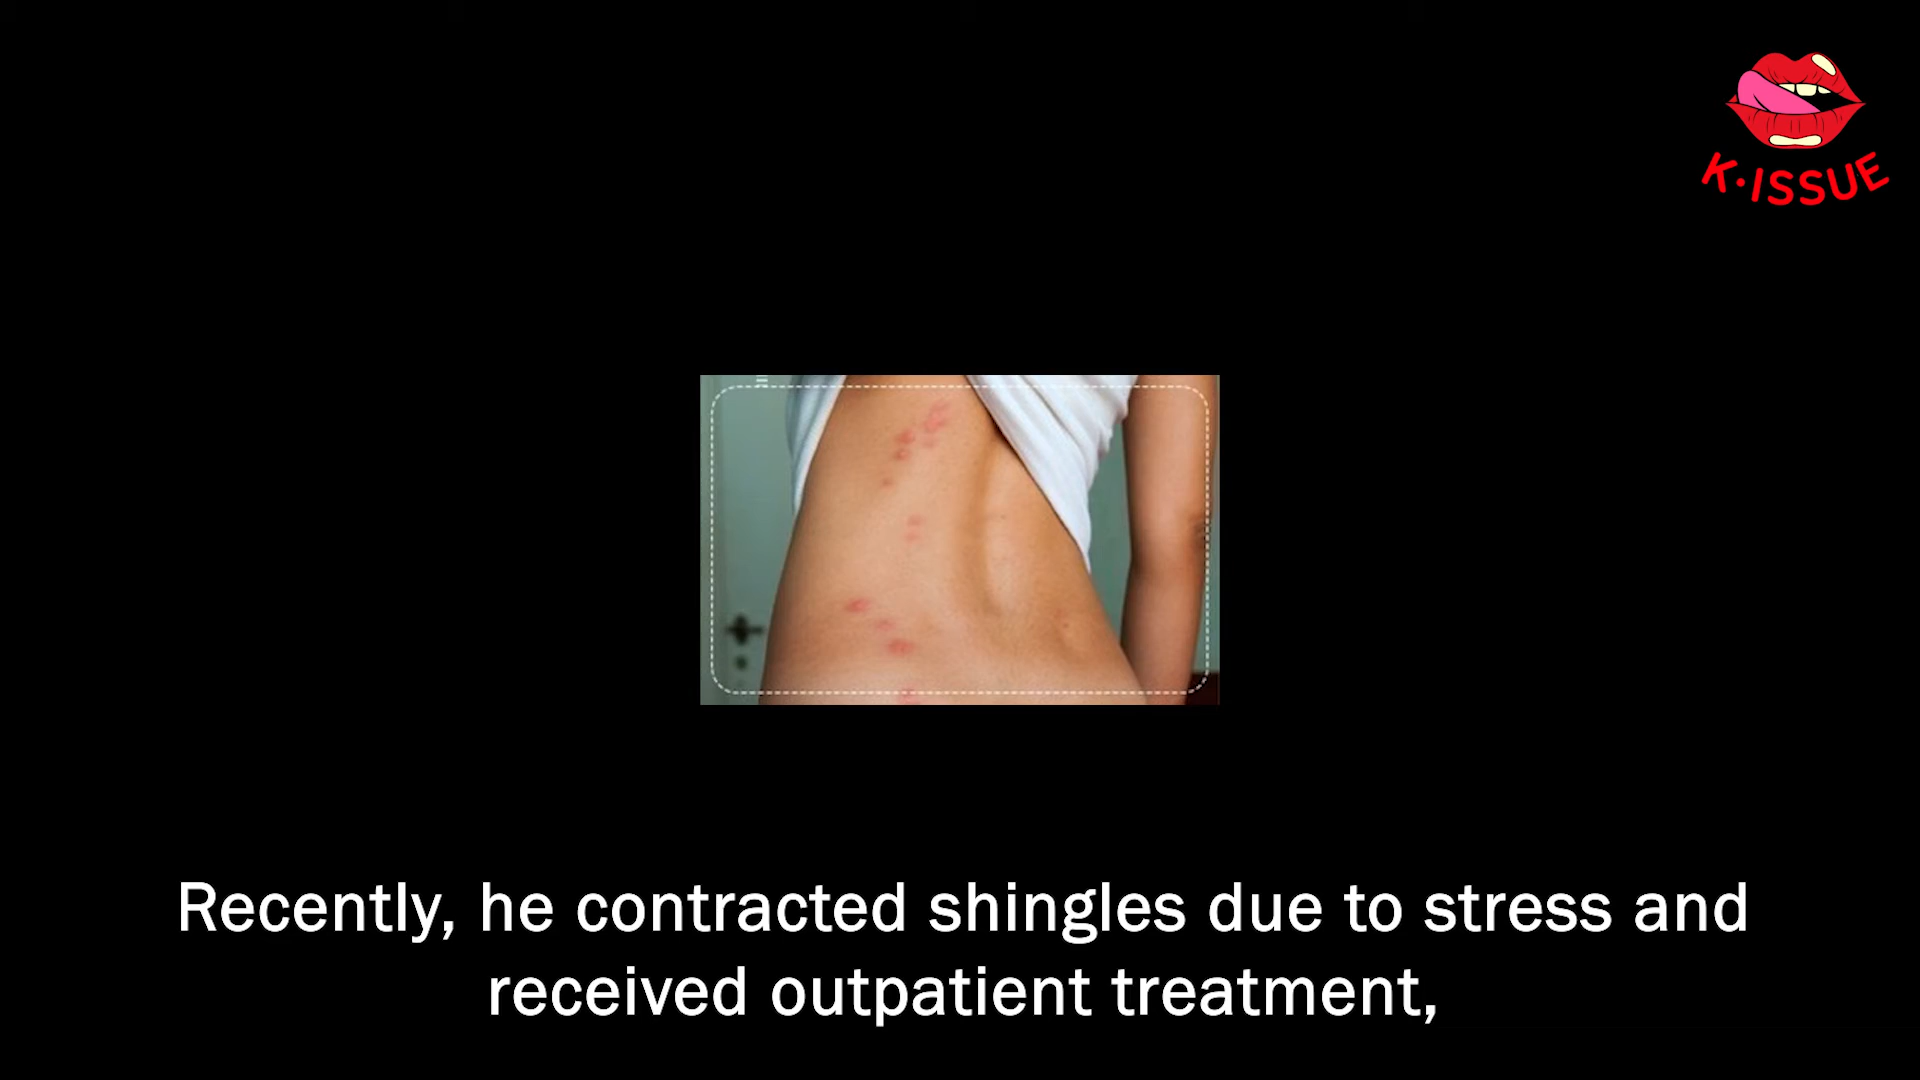 K·ISSUE
Recently, he contracted shingles due to stress and
received outpatient treatment,